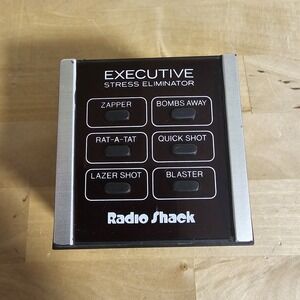 EXECUTIVE
STRESS ELIMINATOR
ZAPPER BOMBS AWAY
RAT-A-TAT QUICK SHOT
LAZER SHOT BLASTER
Radio Shack